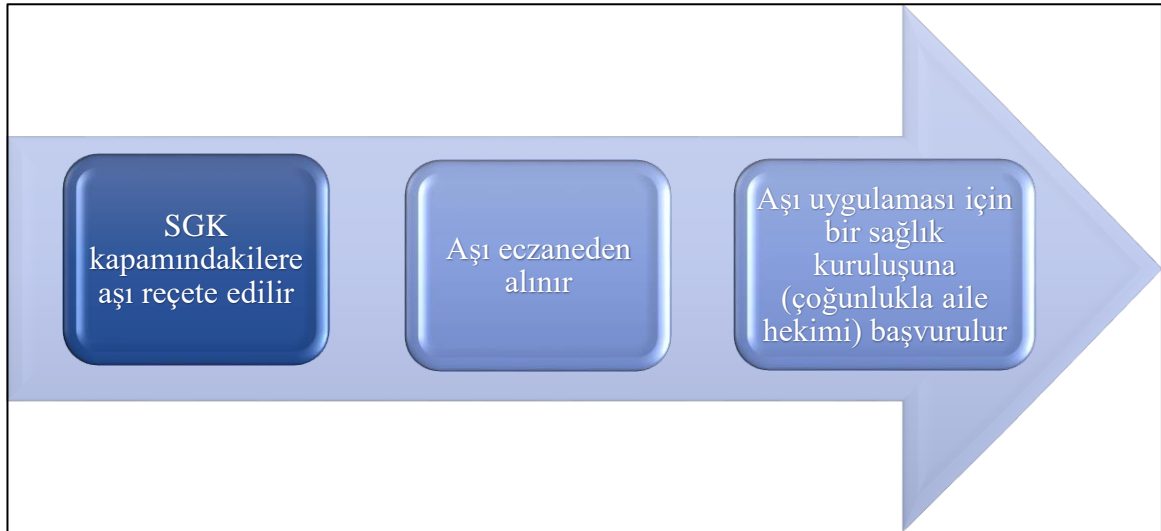 SGK
kapamındakilere
aşı reçete edilir
Aşı eczaneden
alınır
Aşı uygulaması için
bir sağlık
kuruluşuna
(çoğunlukla aile
hekimi) başvurulur